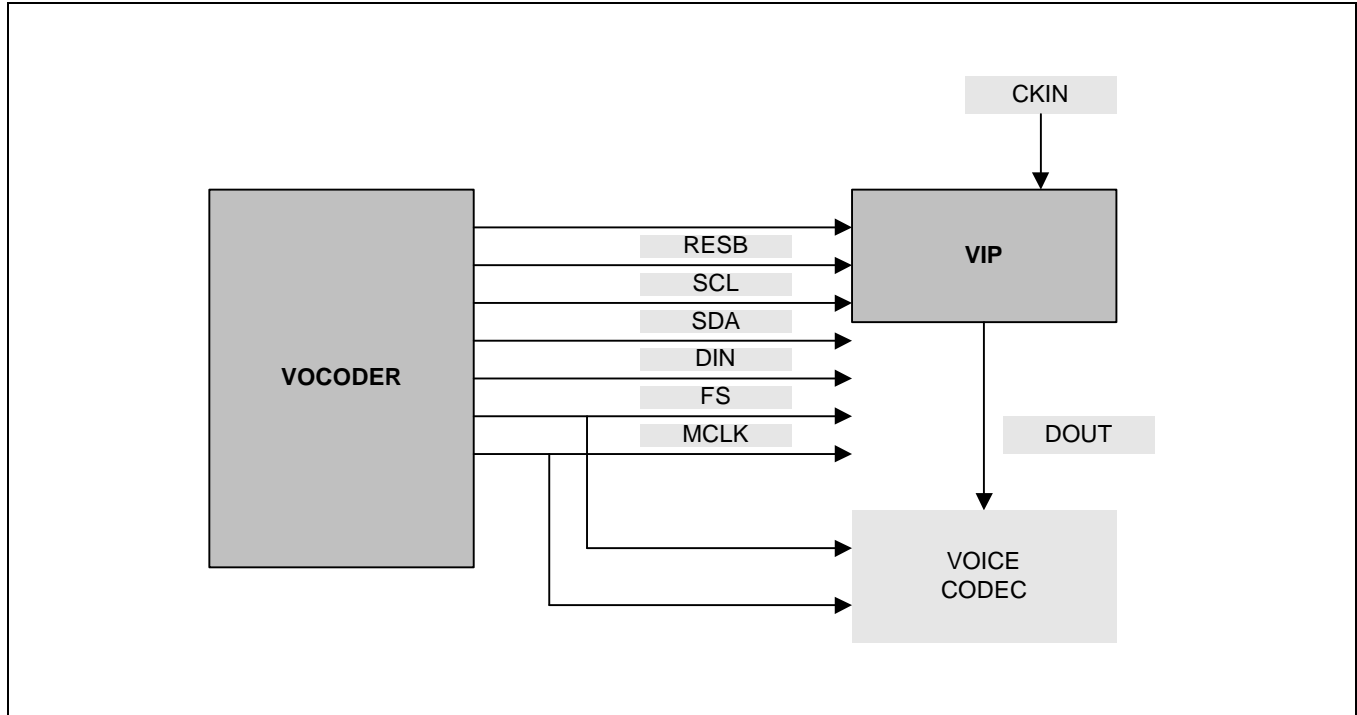 CKIN
RESB
VIP
SCL
SDA
VOCODER
DIN
FS
MCLK
DOUT
VOICE
CODEC